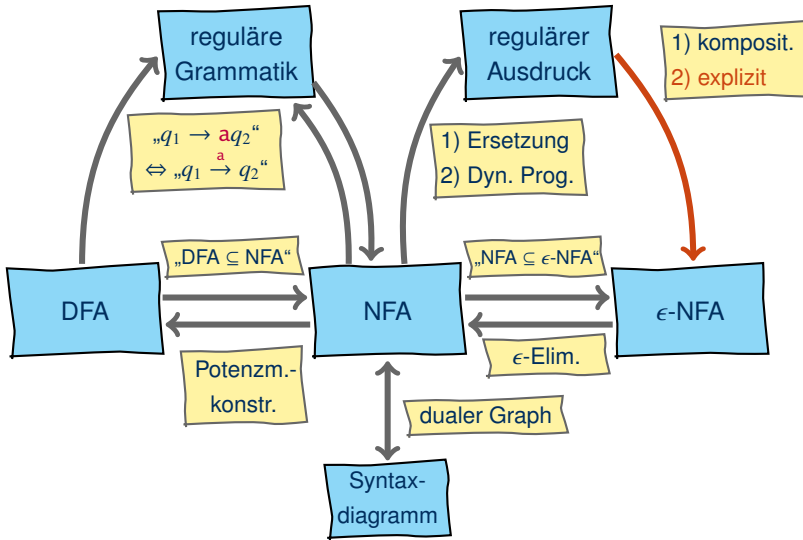 reguläre
Grammatik
regulärer
Ausdruck
1) komposit.
2) explizit
„q₁ → aq₂“
⇔ „q₁ →ᵃ q₂“
1) Ersetzung
2) Dyn. Prog.
„DFA ⊆ NFA“
„NFA ⊆ ϵ-NFA“
DFA
NFA
ϵ-NFA
Potenzm.-
konstr.
ϵ-Elim.
dualer Graph
Syntax-
diagramm